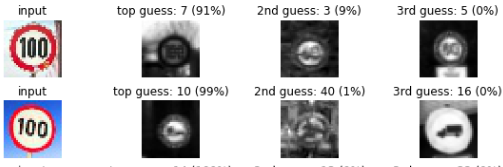 input top guess: 7 (91%) 2nd guess: 3 (9%) 3rd guess: 5 (0%)
100
input top guess: 10 (99%) 2nd guess: 40 (1%) 3rd guess: 16 (0%)
100